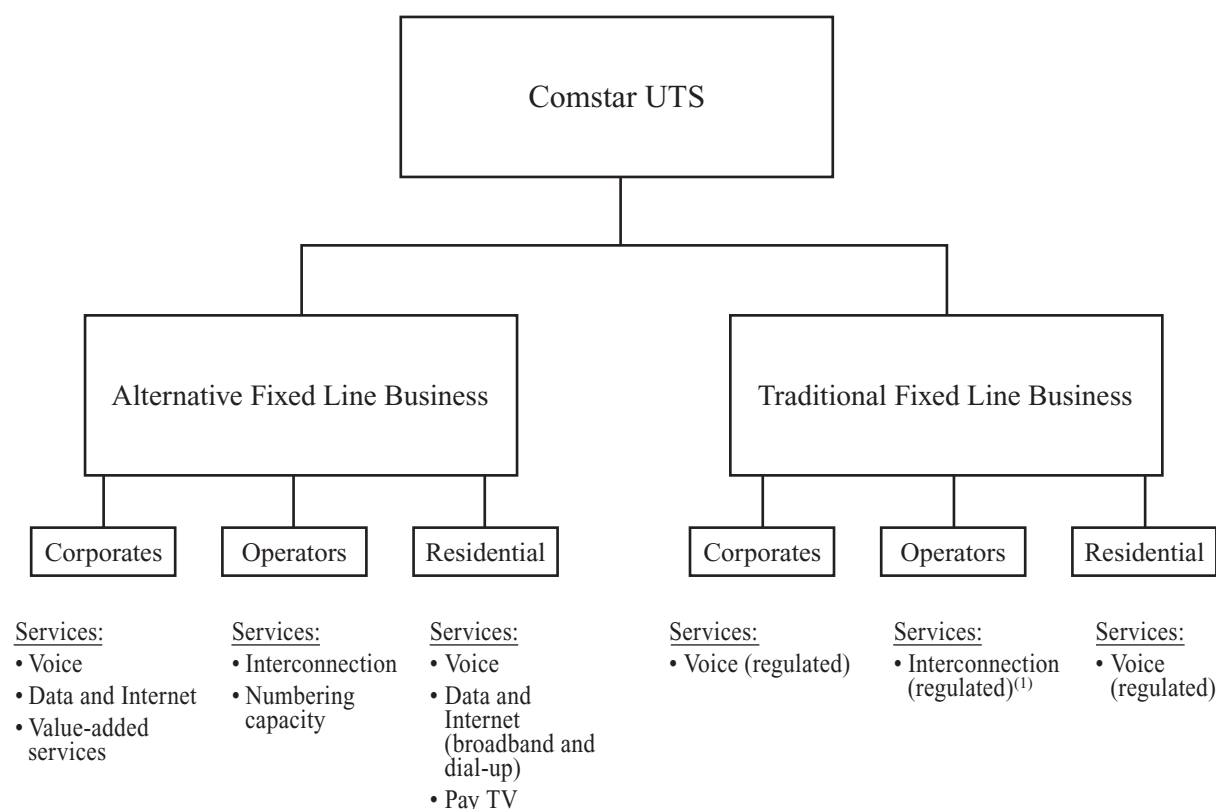 Comstar UTS
Alternative Fixed Line Business
Traditional Fixed Line Business
Corporates
Operators
Residential
Corporates
Operators
Residential
Services:
• Voice
• Data and Internet
• Value-added
services
Services:
• Interconnection
• Numbering
capacity
Services:
• Voice
• Data and
Internet
(broadband and
dial-up)
• Pay TV
Services:
• Voice (regulated)
Services:
• Interconnection
(regulated)(1)
Services:
• Voice
(regulated)